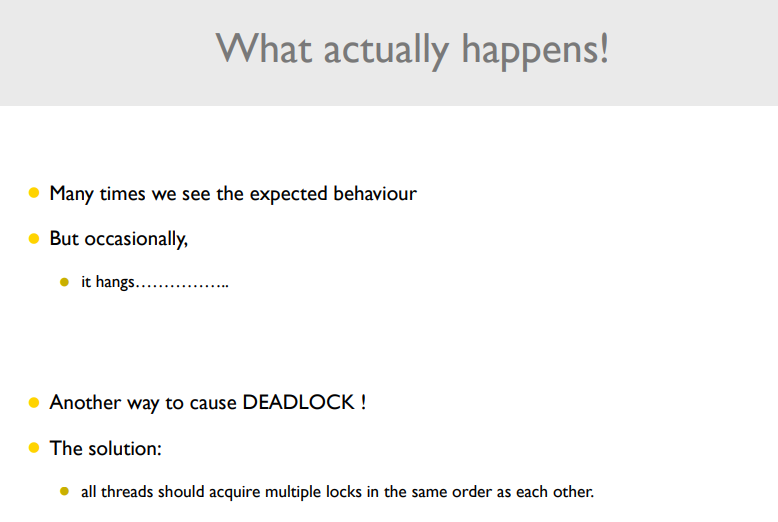 What actually happens!
Many times we see the expected behaviour
But occasionally,
it hangs……………..
Another way to cause DEADLOCK !
The solution:
all threads should acquire multiple locks in the same order as each other.